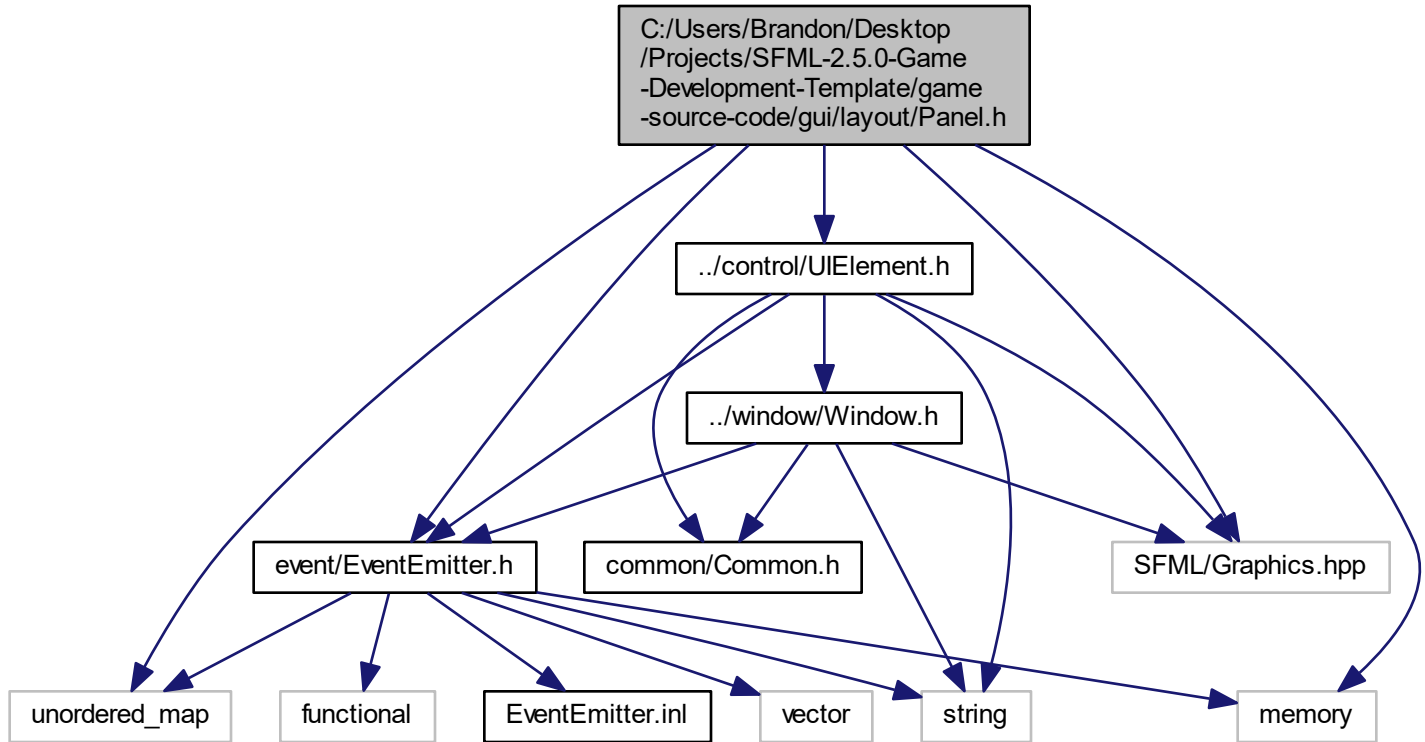 C:/Users/Brandon/Desktop
/Projects/SFML-2.5.0-Game
-Development-Template/game
-source-code/gui/layout/Panel.h
../control/UIElement.h
../window/Window.h
event/EventEmitter.h
common/Common.h
SFML/Graphics.hpp
unordered_map
functional
EventEmitter.inl
vector
string
memory